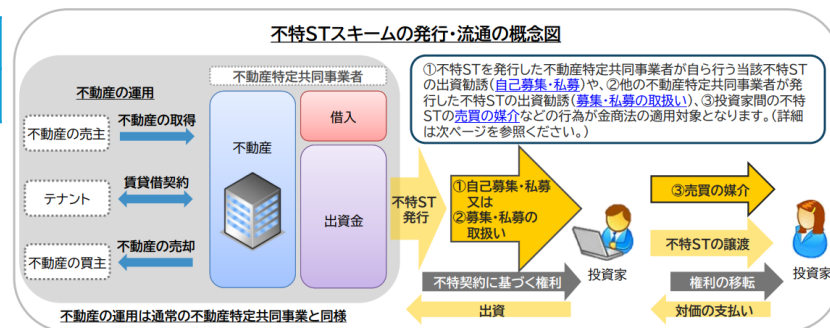 不特STスキームの発行・流通の概念図
不動産特定共同事業者
不動産の運用
不動産の売主
不動産の取得
テナント
賃貸借契約
不動産の買主
不動産の売却
不動産
借入
出資金
不動産の運用は通常の不動産特定共同事業と同様
①不特STを発行した不動産特定共同事業者が自ら行う当該不特ST
の出資勧誘(自己募集・私募)や、②他の不動産特定共同事業者が発
行した不特STの出資勧誘(募集・私募の取扱い)、③投資家間の不特
STの売買の媒介などの行為が金商法の適用対象となります。(詳細
は次ページを参照ください。)
不特ST
発行
①自己募集・私募
又は
②募集・私募の
取扱い
投資家
不特契約に基づく権利
出資
③売買の媒介
不特STの譲渡
権利の移転
対価の支払い
投資家